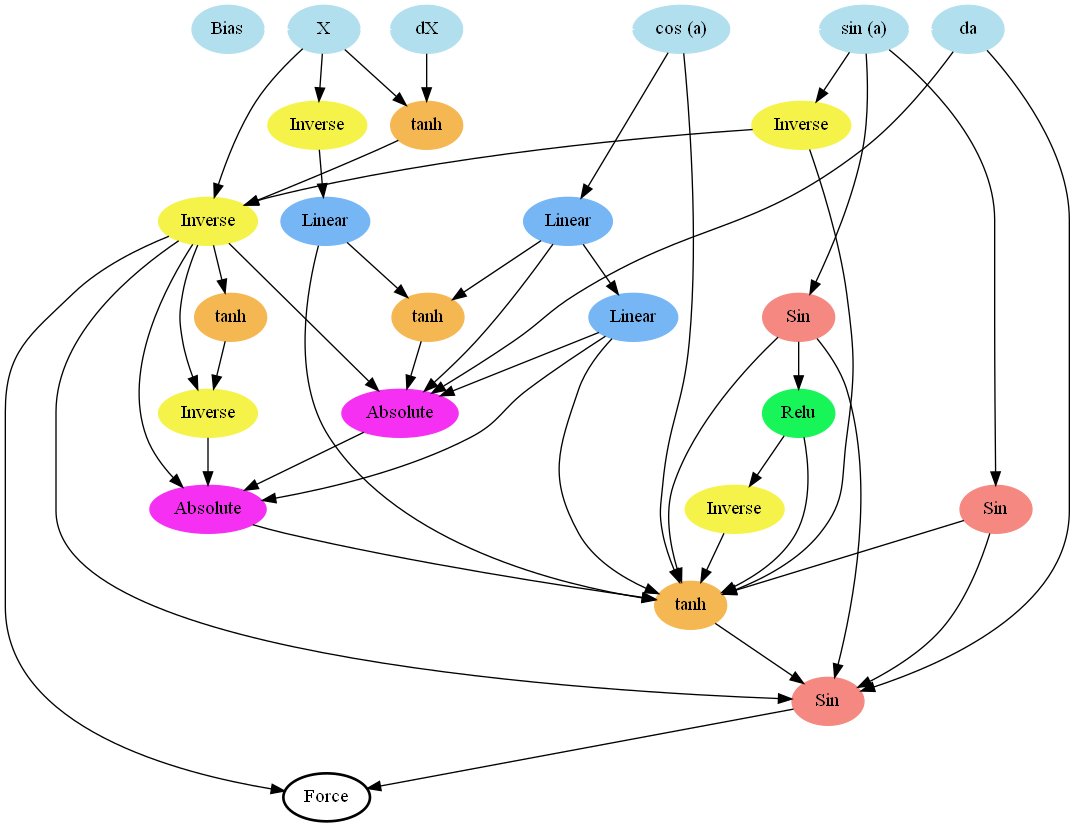 Bias
X
dX
cos (a)
sin (a)
da
Inverse
tanh
Inverse
Inverse
Linear
Linear
tanh
tanh
Linear
Sin
Inverse
Absolute
Relu
Absolute
Inverse
Sin
tanh
Sin
Force